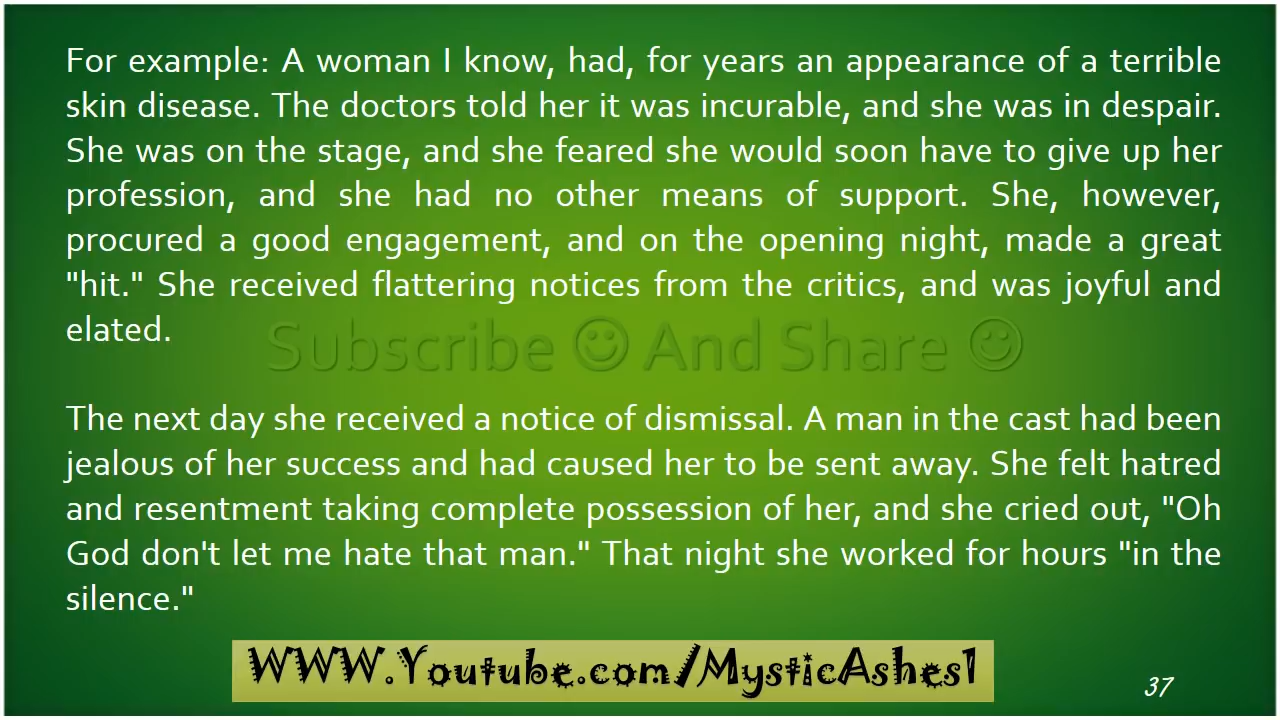 For example: A woman I know, had, for years an appearance of a terrible
skin disease. The doctors told her it was incurable, and she was in despair.
She was on the stage, and she feared she would soon have to give up her
profession, and she had no other means of support. She, however,
procured a good engagement, and on the opening night, made a great
"hit." She received flattering notices from the critics, and was joyful and
elated.
Subscribe ☺ And Share ☺
The next day she received a notice of dismissal. A man in the cast had been
jealous of her success and had caused her to be sent away. She felt hatred
and resentment taking complete possession of her, and she cried out, "Oh
God don't let me hate that man." That night she worked for hours "in the
silence."
WWW.Youtube.com/MysticAshes1
37